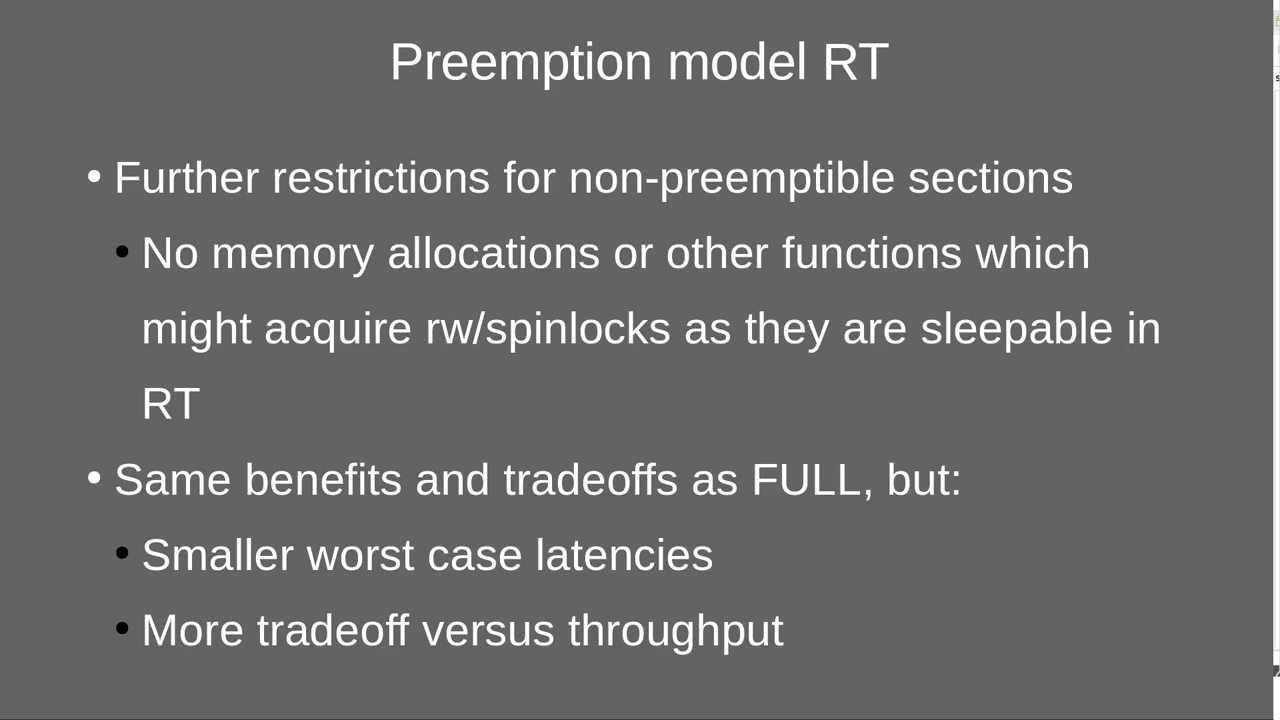 Preemption model RT
• Further restrictions for non-preemptible sections
• No memory allocations or other functions which
might acquire rw/spinlocks as they are sleepable in
RT
• Same benefits and tradeoffs as FULL, but:
• Smaller worst case latencies
• More tradeoff versus throughput